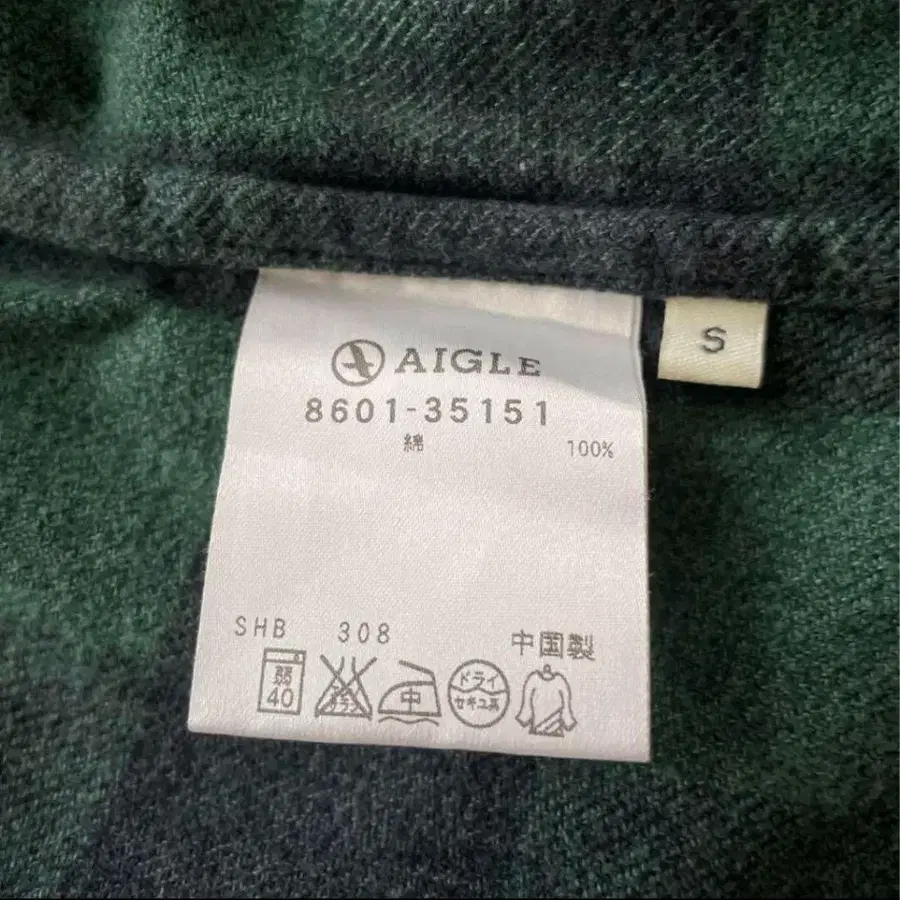 AIGLE
S
8601-35151
綿 100%
SHB 308
中国製
弱
40
中
ドライ
セキユ系